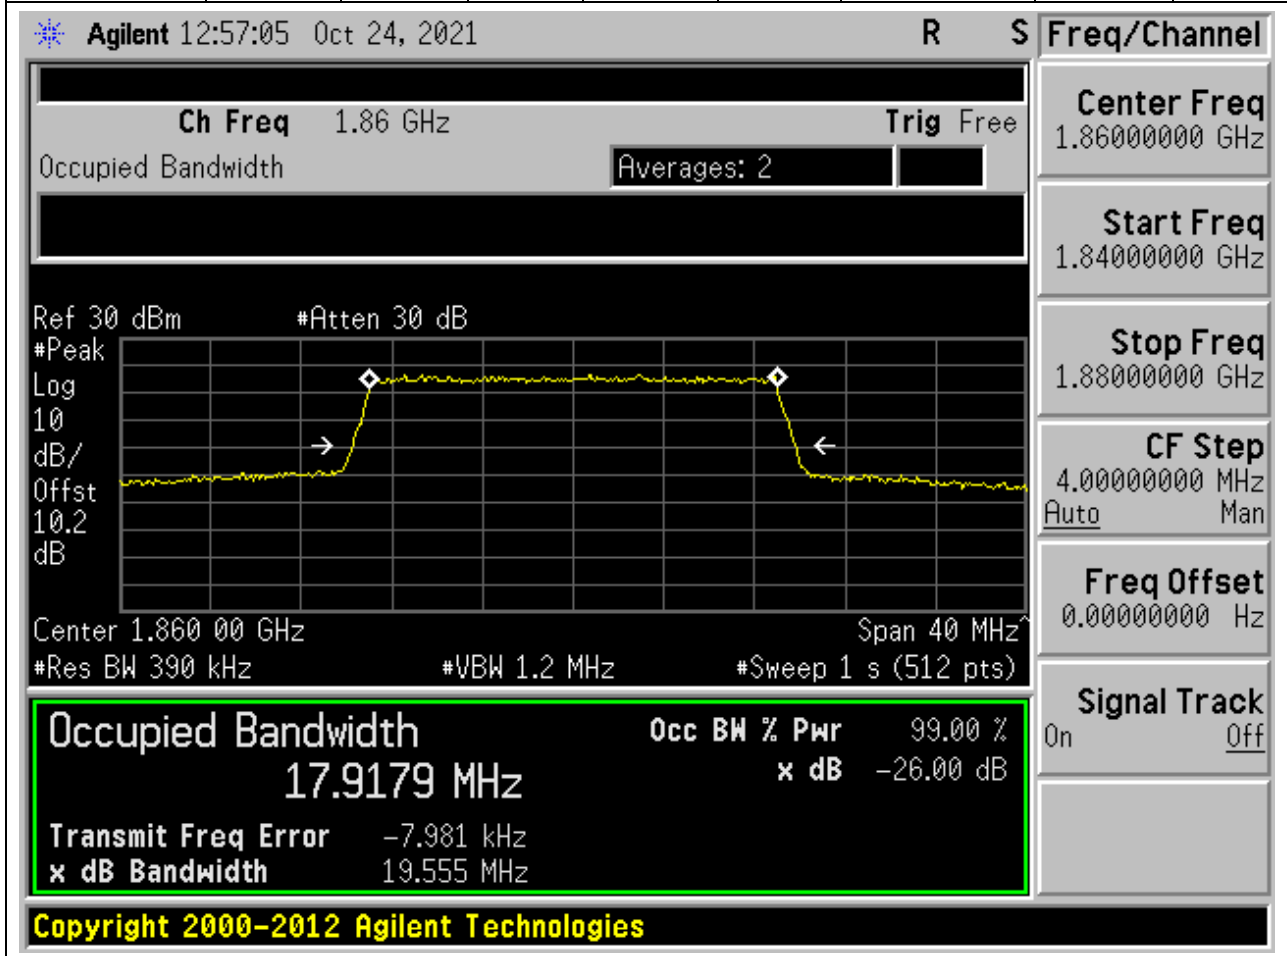 Agilent 12:57:05 Oct 24, 2021 R S
Ch Freq 1.86 GHz Trig Free
Occupied Bandwidth Averages: 2
Ref 30 dBm #Atten 30 dB
#Peak
Log
10
dB/
Offst
10.2
dB
Center 1.860 00 GHz Span 40 MHz^
#Res BW 390 kHz #VBW 1.2 MHz #Sweep 1 s (512 pts)
Occupied Bandwidth Occ BW % Pwr 99.00 %
17.9179 MHz x dB -26.00 dB
Transmit Freq Error -7.981 kHz
x dB Bandwidth 19.555 MHz
Copyright 2000-2012 Agilent Technologies
Freq/Channel
Center Freq
1.86000000 GHz
Start Freq
1.84000000 GHz
Stop Freq
1.88000000 GHz
CF Step
4.00000000 MHz
Auto Man
Freq Offset
0.00000000 Hz
Signal Track
On Off